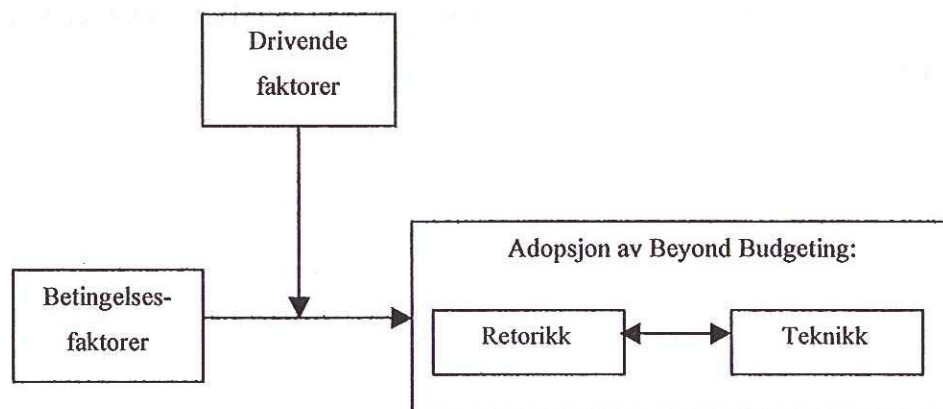 Drivende
faktorer
Adopsjon av Beyond Budgeting:
Betingelses-
faktorer
Retorikk
Teknikk